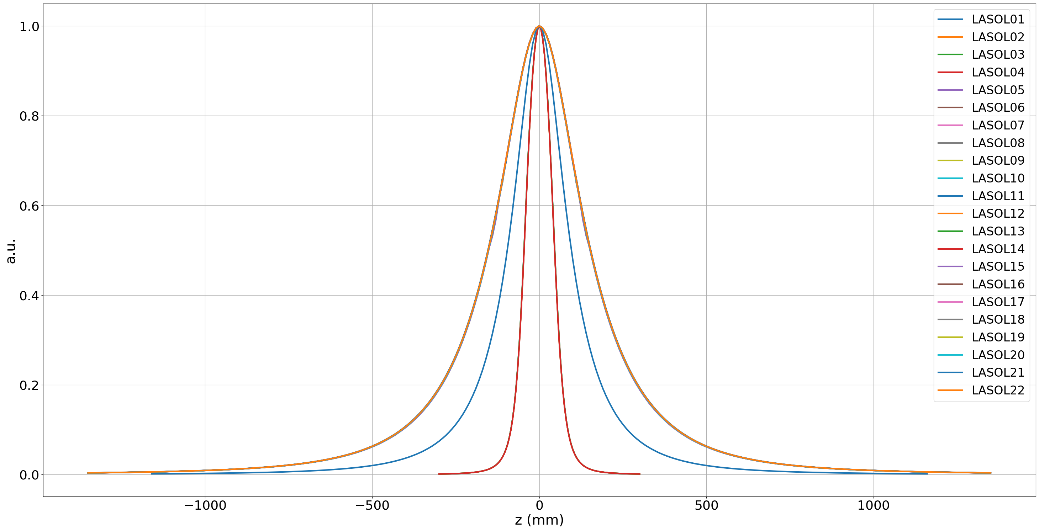 1.0
0.8
0.6
0.4
0.2
0.0
a.u.
−1000
−500
0
500
1000
z (mm)
LASOL01
LASOL02
LASOL03
LASOL04
LASOL05
LASOL06
LASOL07
LASOL08
LASOL09
LASOL10
LASOL11
LASOL12
LASOL13
LASOL14
LASOL15
LASOL16
LASOL17
LASOL18
LASOL19
LASOL20
LASOL21
LASOL22